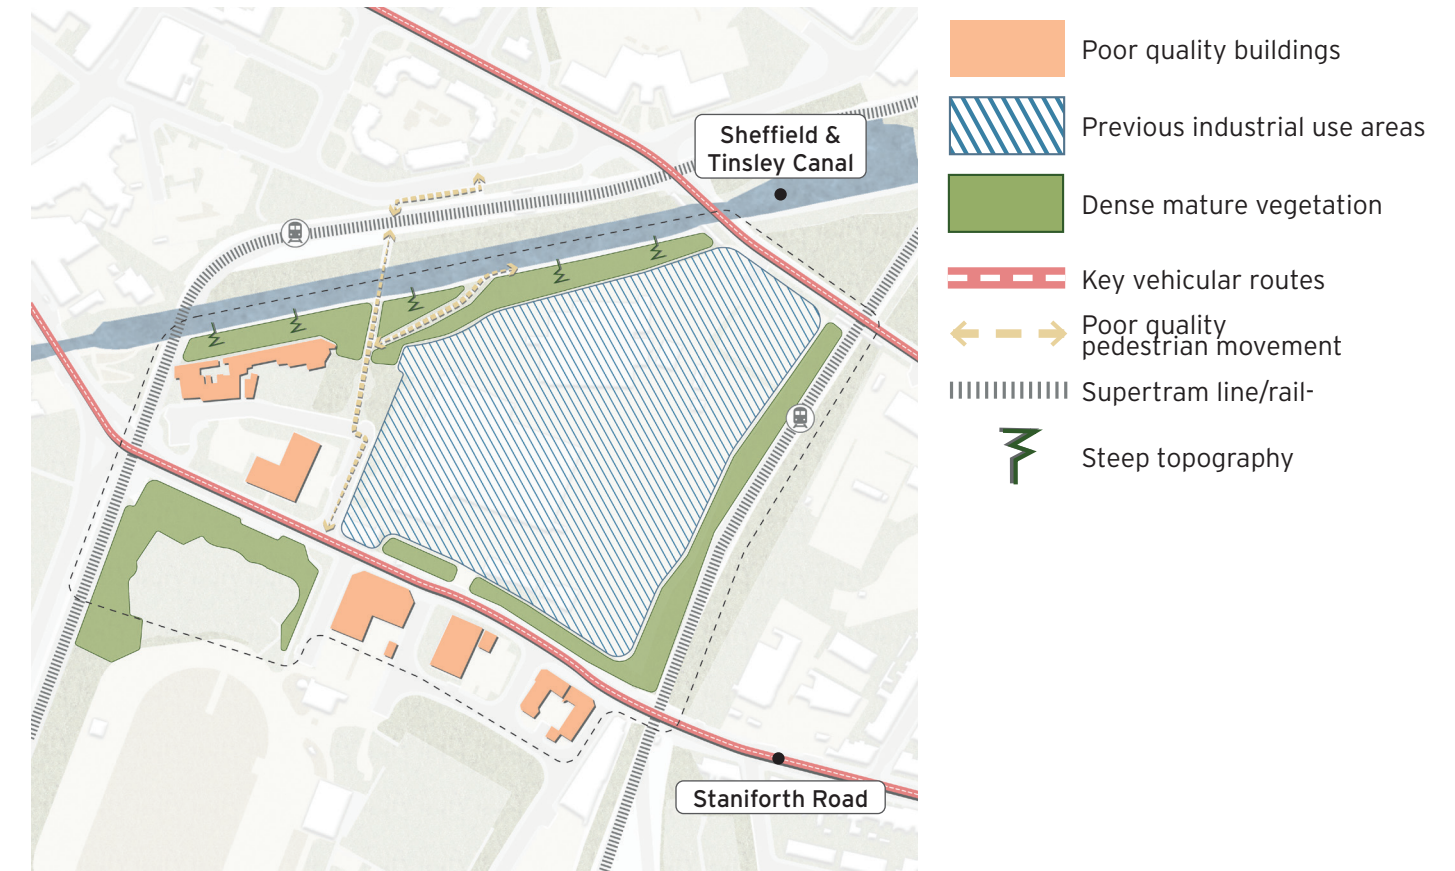 Sheffield &
Tinsley Canal
Staniforth Road
Poor quality buildings
Previous industrial use areas
Dense mature vegetation
Key vehicular routes
Poor quality
pedestrian movement
Supertram line/rail-
Steep topography